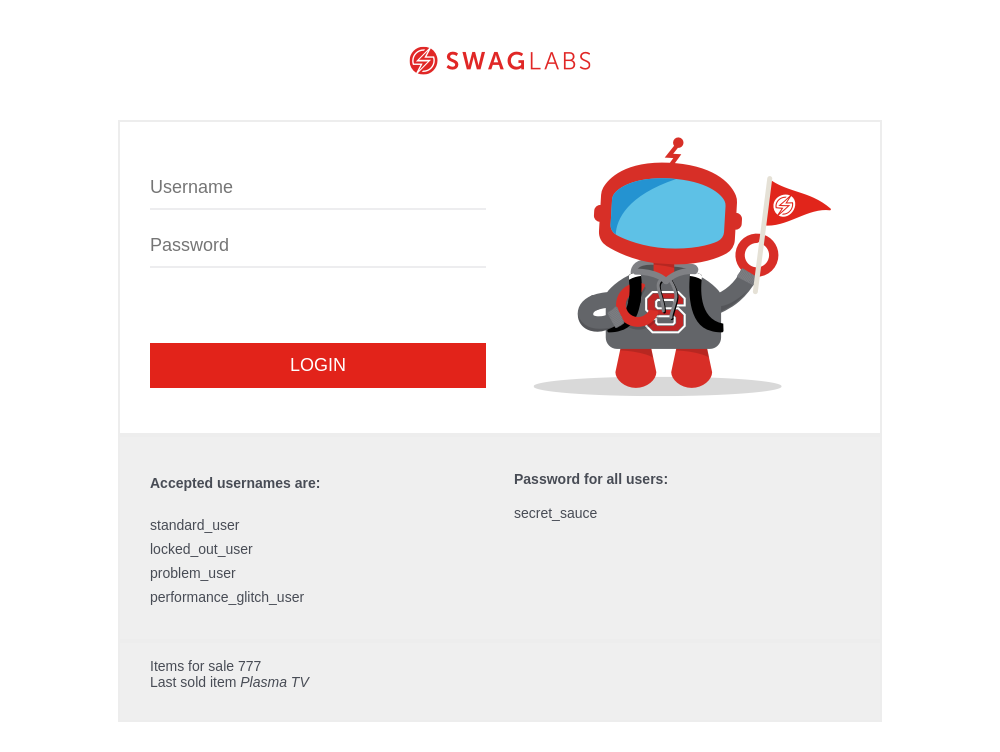 SWAGLABS
Username
Password
LOGIN
S
Accepted usernames are:
standard_user
locked_out_user
problem_user
performance_glitch_user
Password for all users:
secret_sauce
Items for sale 777
Last sold item Plasma TV